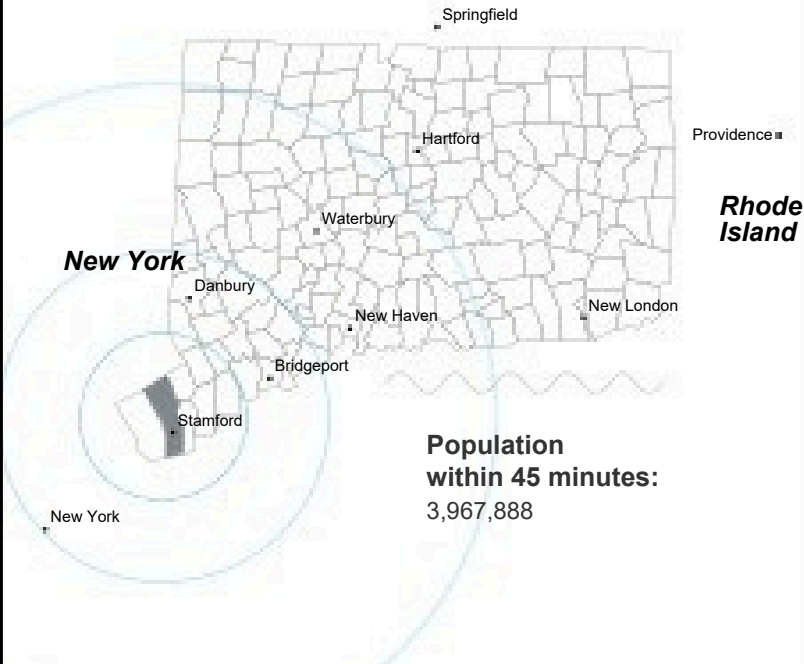 Springfield
Hartford
Providence
Rhode
Island
Waterbury
New York
Danbury
New Haven
New London
Bridgeport
Stamford
Population
within 45 minutes:
3,967,888
New York